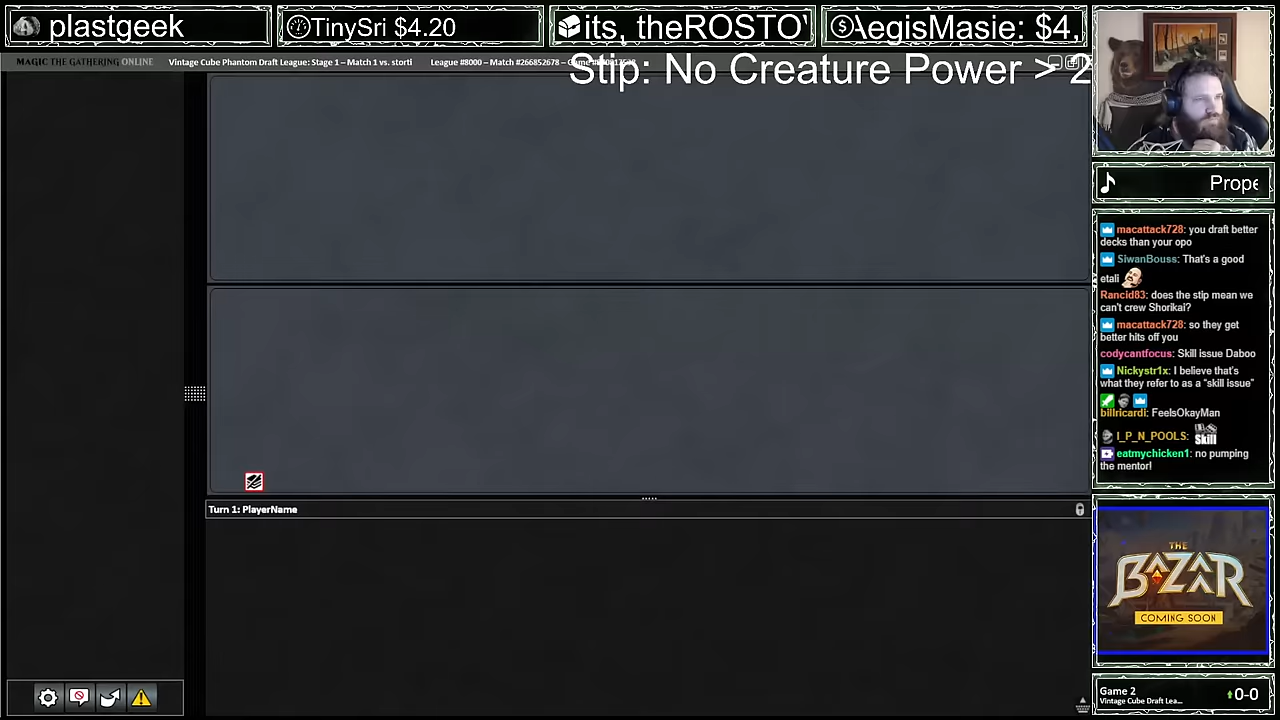 plastgeek
TinySri $4.20
its, theROSTO
AegisMasie: $4,
MAGIC THE GATHERING ONLINE
Vintage Cube Phantom Draft League: Stage 1 – Match 1 vs. storti
League #8000 – Match #266852678 –
Stip: No Creature Power > 2
Prope
macattack728: you draft better
decks than your opo
SiwanBouss: That's a good
etali
Rancid83: does the stip mean we
can't crew Shorikai?
macattack728: so they get
better hits off you
codycantfocus: Skill issue Daboo
Nickystr1x: I believe that's
what they refer to as a "skill issue"
billricardi: FeelsOkayMan
I_P_N_POOLS:
Skill
eatmychicken1: no pumping
the mentor!
Turn 1: PlayerName
THE
BAZAAR
COMING SOON
Game 2
Vintage Cube Draft Lea...
0-0